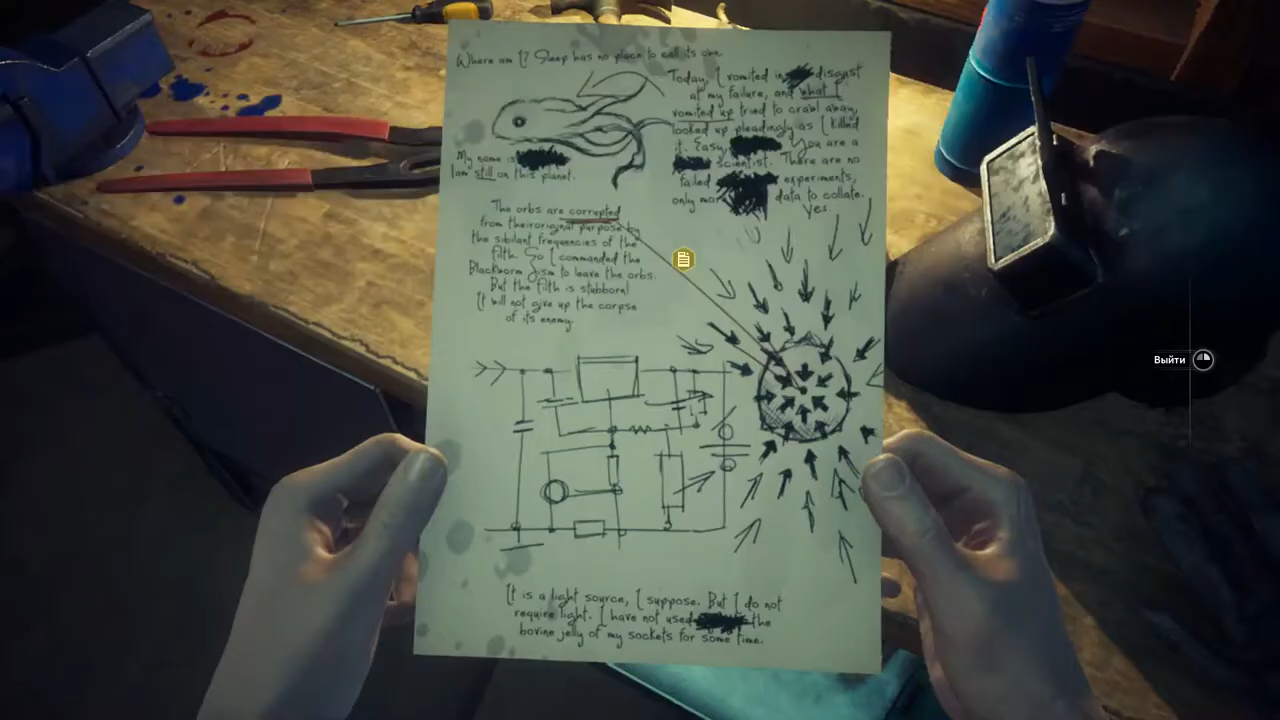 Where am I? Sleep has no place to call its own.
My name is
I am still on this planet.
Today, I vomited in disgust
at my failure, and what I
vomited up tried to crawl away,
looked up pleadingly as I killed
it. Easy, You are a
scientist. There are no
failed experiments,
only more data to collate.
Yes
The orbs are corrupted
from their original purpose by
the sibilant frequencies of the
filth. So I commanded the
Blackworm Jism to leave the orbs.
But the filth is stubborn!
It will not give up the corpse
of its enemy.
It is a light source, I suppose. But I do not
require light. I have not used the
bovine jelly of my sockets for some time.
Выйти